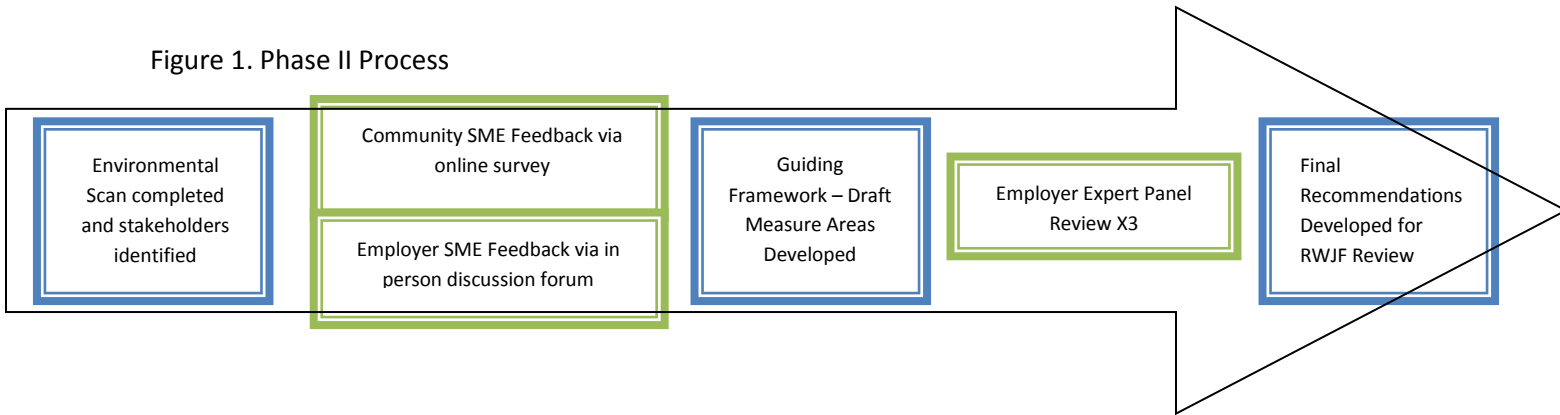 Figure 1. Phase II Process
Environmental
Scan completed
and stakeholders
identified
Community SME Feedback via
online survey
Employer SME Feedback via in
person discussion forum
Guiding
Framework – Draft
Measure Areas
Developed
Employer Expert Panel
Review X3
Final
Recommendations
Developed for
RWJF Review